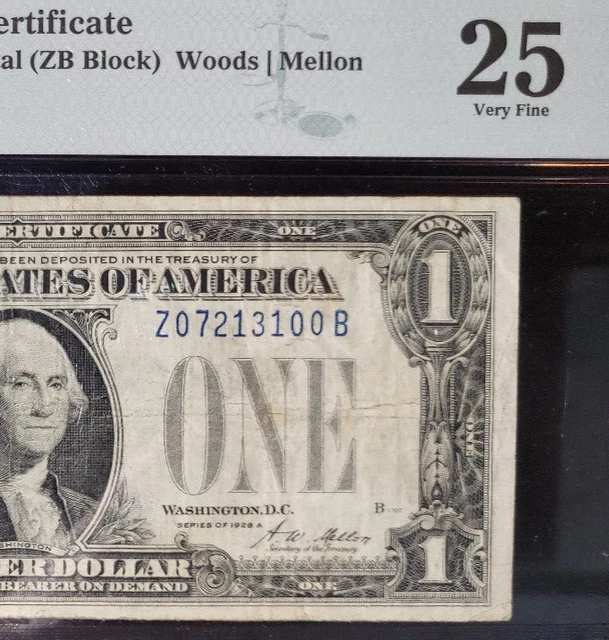 ertificate
al (ZB Block) Woods | Mellon
25
Very Fine
ERTIFICATE ONE
ONE
BEEN DEPOSITED IN THE TREASURY OF
ATES OF AMERICA
1
Z07213100B
ONE
WASHINGTON, D.C.
B
SERIES OF 1928 A
A. W. Mellon
Secretary of the Treasury
SHINGTON
ER DOLLAR
BEARER ON DEMAND
ONE
1